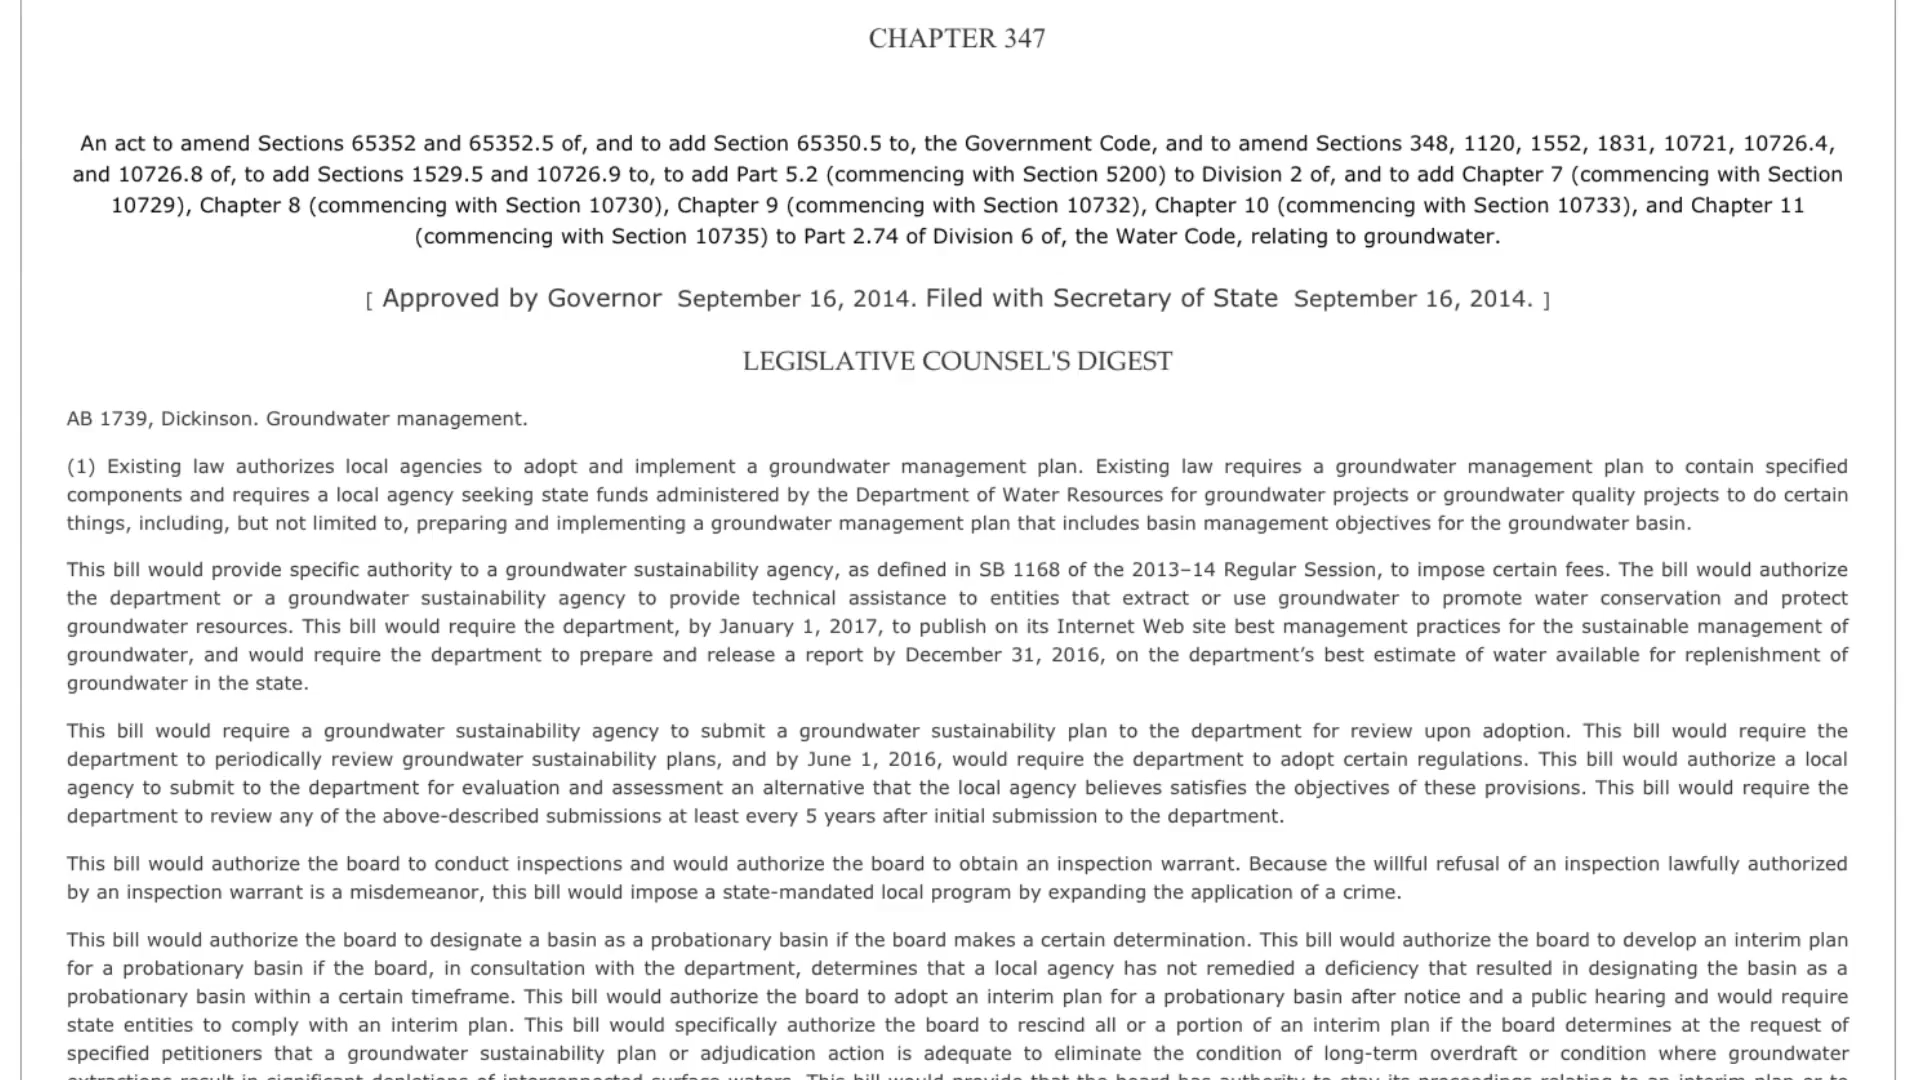 CHAPTER 347
An act to amend Sections 65352 and 65352.5 of, and to add Section 65350.5 to, the Government Code, and to amend Sections 348, 1120, 1552, 1831, 10721, 10726.4,
and 10726.8 of, to add Sections 1529.5 and 10726.9 to, to add Part 5.2 (commencing with Section 5200) to Division 2 of, and to add Chapter 7 (commencing with Section
10729), Chapter 8 (commencing with Section 10730), Chapter 9 (commencing with Section 10732), Chapter 10 (commencing with Section 10733), and Chapter 11
(commencing with Section 10735) to Part 2.74 of Division 6 of, the Water Code, relating to groundwater.
[ Approved by Governor September 16, 2014. Filed with Secretary of State September 16, 2014. ]
LEGISLATIVE COUNSEL'S DIGEST
AB 1739, Dickinson. Groundwater management.
(1) Existing law authorizes local agencies to adopt and implement a groundwater management plan. Existing law requires a groundwater management plan to contain specified
components and requires a local agency seeking state funds administered by the Department of Water Resources for groundwater projects or groundwater quality projects to do certain
things, including, but not limited to, preparing and implementing a groundwater management plan that includes basin management objectives for the groundwater basin.
This bill would provide specific authority to a groundwater sustainability agency, as defined in SB 1168 of the 2013–14 Regular Session, to impose certain fees. The bill would authorize
the department or a groundwater sustainability agency to provide technical assistance to entities that extract or use groundwater to promote water conservation and protect
groundwater resources. This bill would require the department, by January 1, 2017, to publish on its Internet Web site best management practices for the sustainable management of
groundwater, and would require the department to prepare and release a report by December 31, 2016, on the department’s best estimate of water available for replenishment of
groundwater in the state.
This bill would require a groundwater sustainability agency to submit a groundwater sustainability plan to the department for review upon adoption. This bill would require the
department to periodically review groundwater sustainability plans, and by June 1, 2016, would require the department to adopt certain regulations. This bill would authorize a local
agency to submit to the department for evaluation and assessment an alternative that the local agency believes satisfies the objectives of these provisions. This bill would require the
department to review any of the above-described submissions at least every 5 years after initial submission to the department.
This bill would authorize the board to conduct inspections and would authorize the board to obtain an inspection warrant. Because the willful refusal of an inspection lawfully authorized
by an inspection warrant is a misdemeanor, this bill would impose a state-mandated local program by expanding the application of a crime.
This bill would authorize the board to designate a basin as a probationary basin if the board makes a certain determination. This bill would authorize the board to develop an interim plan
for a probationary basin if the board, in consultation with the department, determines that a local agency has not remedied a deficiency that resulted in designating the basin as a
probationary basin within a certain timeframe. This bill would authorize the board to adopt an interim plan for a probationary basin after notice and a public hearing and would require
state entities to comply with an interim plan. This bill would specifically authorize the board to rescind all or a portion of an interim plan if the board determines at the request of
specified petitioners that a groundwater sustainability plan or adjudication action is adequate to eliminate the condition of long-term overdraft or condition where groundwater
extractions result in significant depletions of interconnected surface waters. This bill would provide that the board has authority to stay its proceedings relating to an interim plan or to